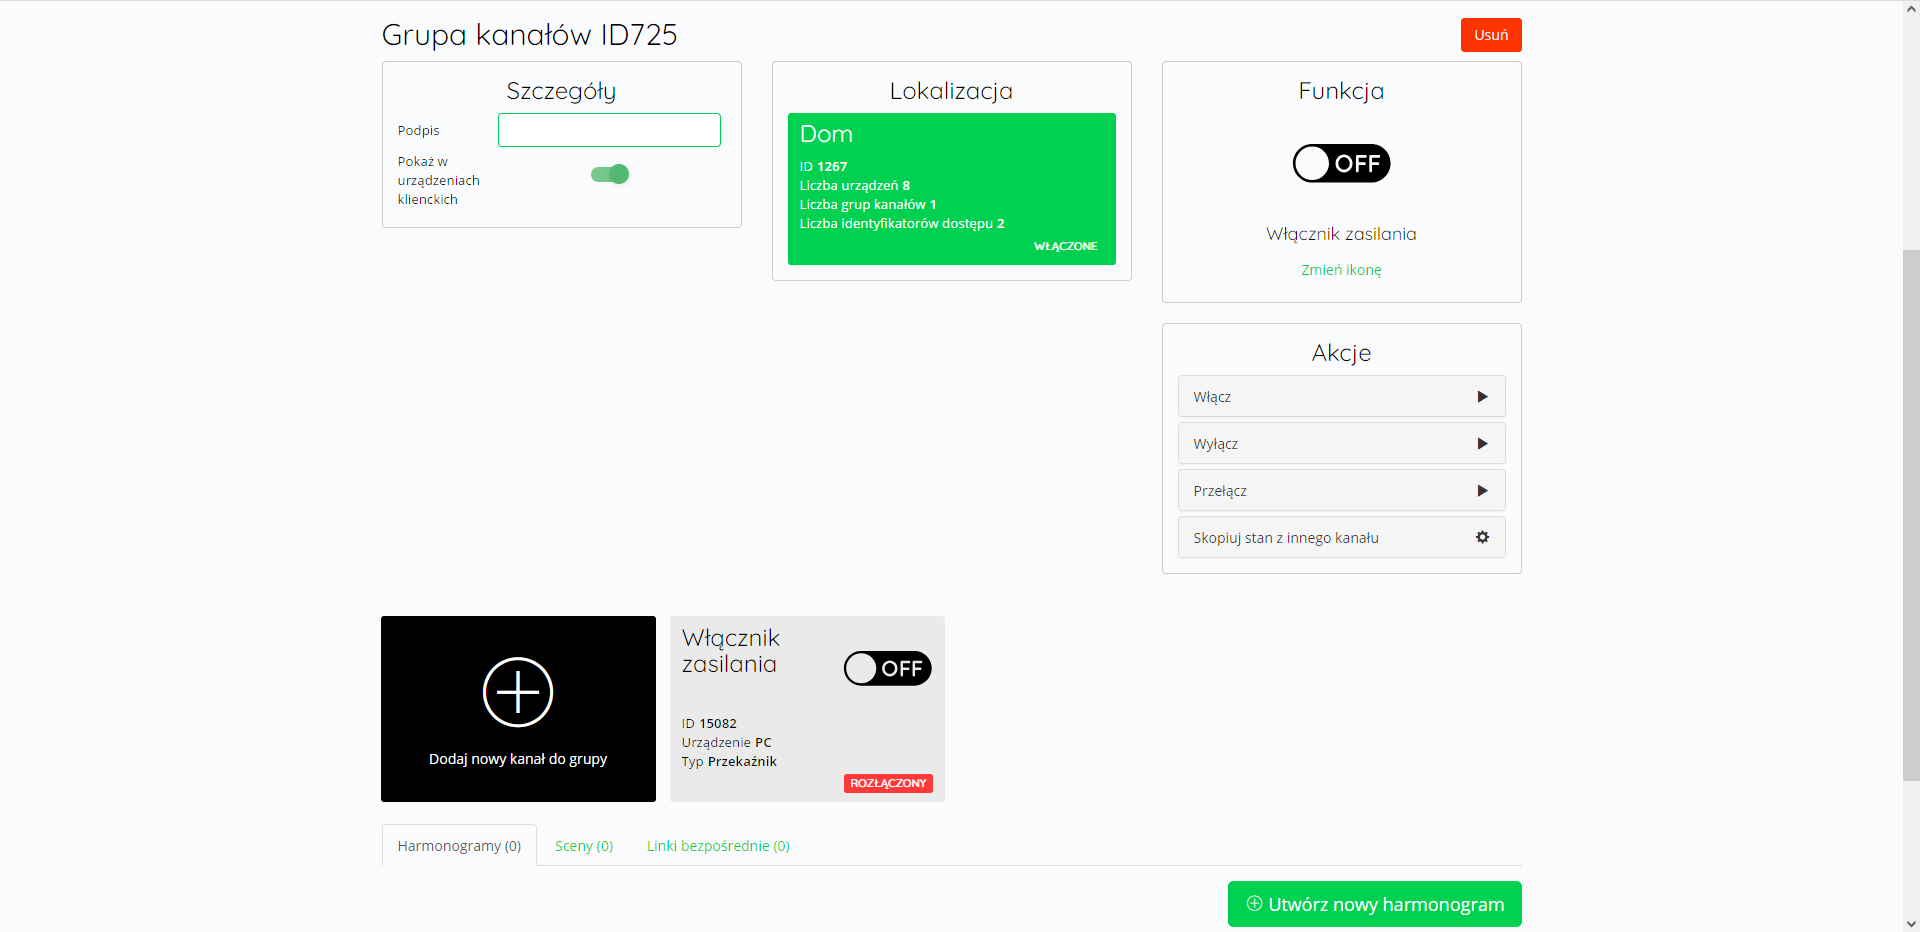 Grupa kanałów ID725
Usuń
Szczegóły
Podpis
Pokaż w
urządzeniach
klienckich
Lokalizacja
Dom
ID 1267
Liczba urządzeń 8
Liczba grup kanałów 1
Liczba identyfikatorów dostępu 2
WŁĄCZONE
Funkcja
OFF
Włącznik zasilania
Zmień ikonę
Akcje
Włącz
Wyłącz
Przełącz
Skopiuj stan z innego kanału
Dodaj nowy kanał do grupy
Włącznik
zasilania
OFF
ID 15082
Urządzenie PC
Typ Przekaźnik
ROZŁĄCZONY
Harmonogramy (0)
Sceny (0)
Linki bezpośrednie (0)
Utwórz nowy harmonogram